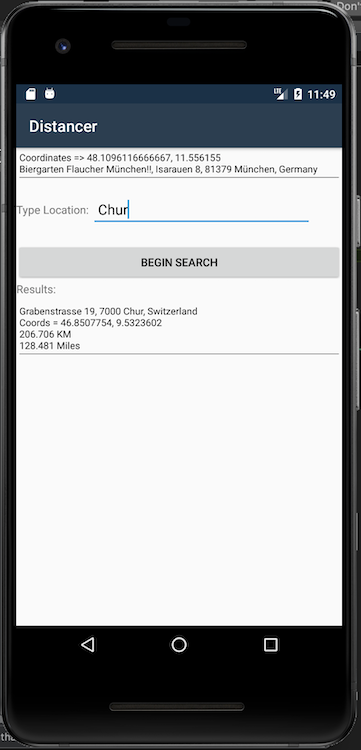 Don't
LTE 11:49
Distancer
Coordinates => 48.1096116666667, 11.556155
Biergarten Flaucher München!!, Isarauen 8, 81379 München, Germany
Type Location: Chur
BEGIN SEARCH
Results:
Grabenstrasse 19, 7000 Chur, Switzerland
Coords = 46.8507754, 9.5323602
206.706 KM
128.481 Miles
tha